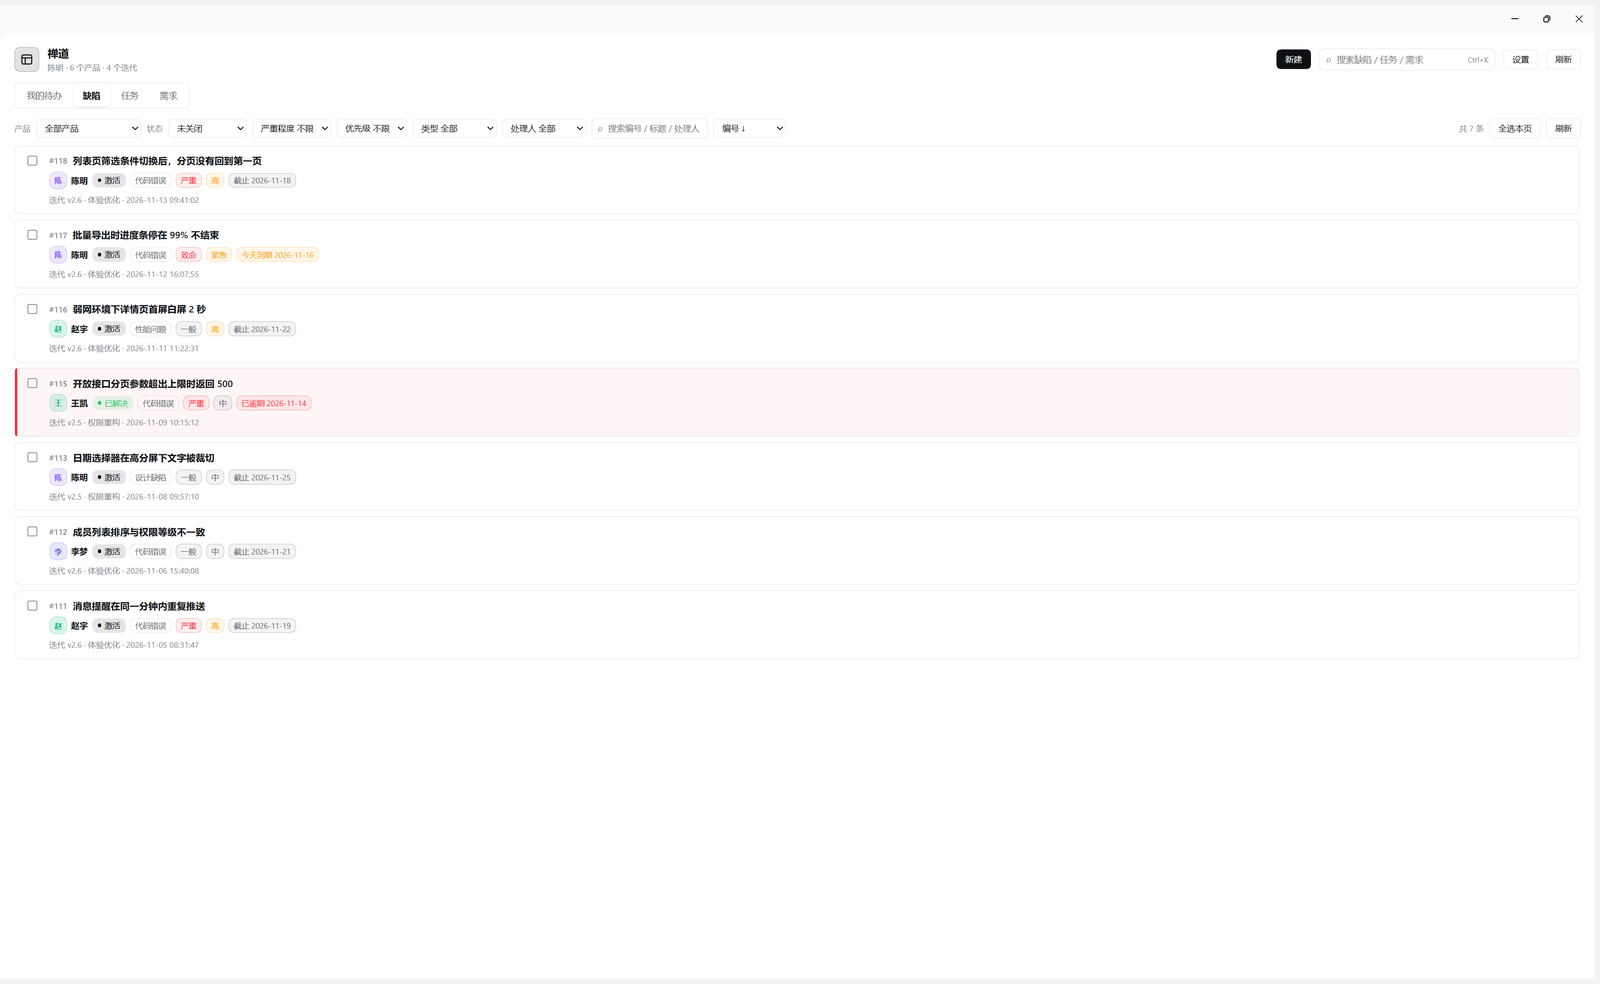 禅道
陈明 · 6 个产品 · 4 个迭代
新建
搜索缺陷 / 任务 / 需求 Ctrl+K
设置
刷新
我的待办 缺陷 任务 需求
产品 全部产品 状态 未关闭 严重程度 不限 优先级 不限 类型 全部 处理人 全部 搜索编号 / 标题 / 处理人 编号 ↓ 共 7 条 全选本页 刷新
#118 列表页筛选条件切换后，分页没有回到第一页
陈 陈明 • 激活 代码错误 严重 高 截止 2026-11-18
迭代 v2.6 · 体验优化 · 2026-11-13 09:41:02
#117 批量导出时进度条停在 99% 不结束
陈 陈明 • 激活 代码错误 致命 紧急 今天到期 2026-11-16
迭代 v2.6 · 体验优化 · 2026-11-12 16:07:55
#116 弱网环境下详情页首屏白屏 2 秒
赵 赵宇 • 激活 性能问题 一般 高 截止 2026-11-22
迭代 v2.6 · 体验优化 · 2026-11-11 11:22:31
#115 开放接口分页参数超出上限时返回 500
王 王凯 • 已解决 代码错误 严重 中 已逾期 2026-11-14
迭代 v2.5 · 权限重构 · 2026-11-09 10:15:12
#113 日期选择器在高分屏下文字被裁切
陈 陈明 • 激活 设计缺陷 一般 中 截止 2026-11-25
迭代 v2.5 · 权限重构 · 2026-11-08 09:57:10
#112 成员列表排序与权限等级不一致
李 李梦 • 激活 代码错误 一般 中 截止 2026-11-21
迭代 v2.6 · 体验优化 · 2026-11-06 15:40:08
#111 消息提醒在同一分钟内重复推送
赵 赵宇 • 激活 代码错误 严重 高 截止 2026-11-19
迭代 v2.6 · 体验优化 · 2026-11-05 08:31:47